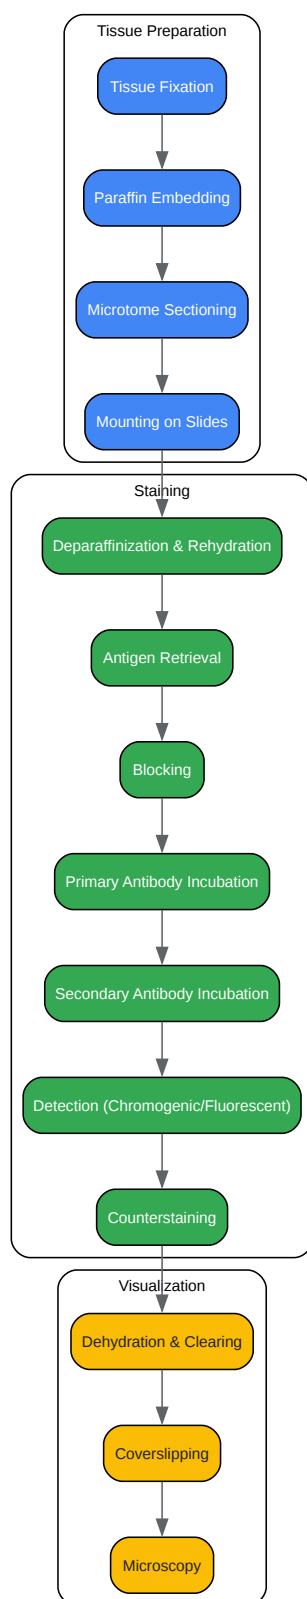 Tissue Preparation
Tissue Fixation
Paraffin Embedding
Microtome Sectioning
Mounting on Slides
Staining
Deparaffinization & Rehydration
Antigen Retrieval
Blocking
Primary Antibody Incubation
Secondary Antibody Incubation
Detection (Chromogenic/Fluorescent)
Counterstaining
Visualization
Dehydration & Clearing
Coverslipping
Microscopy